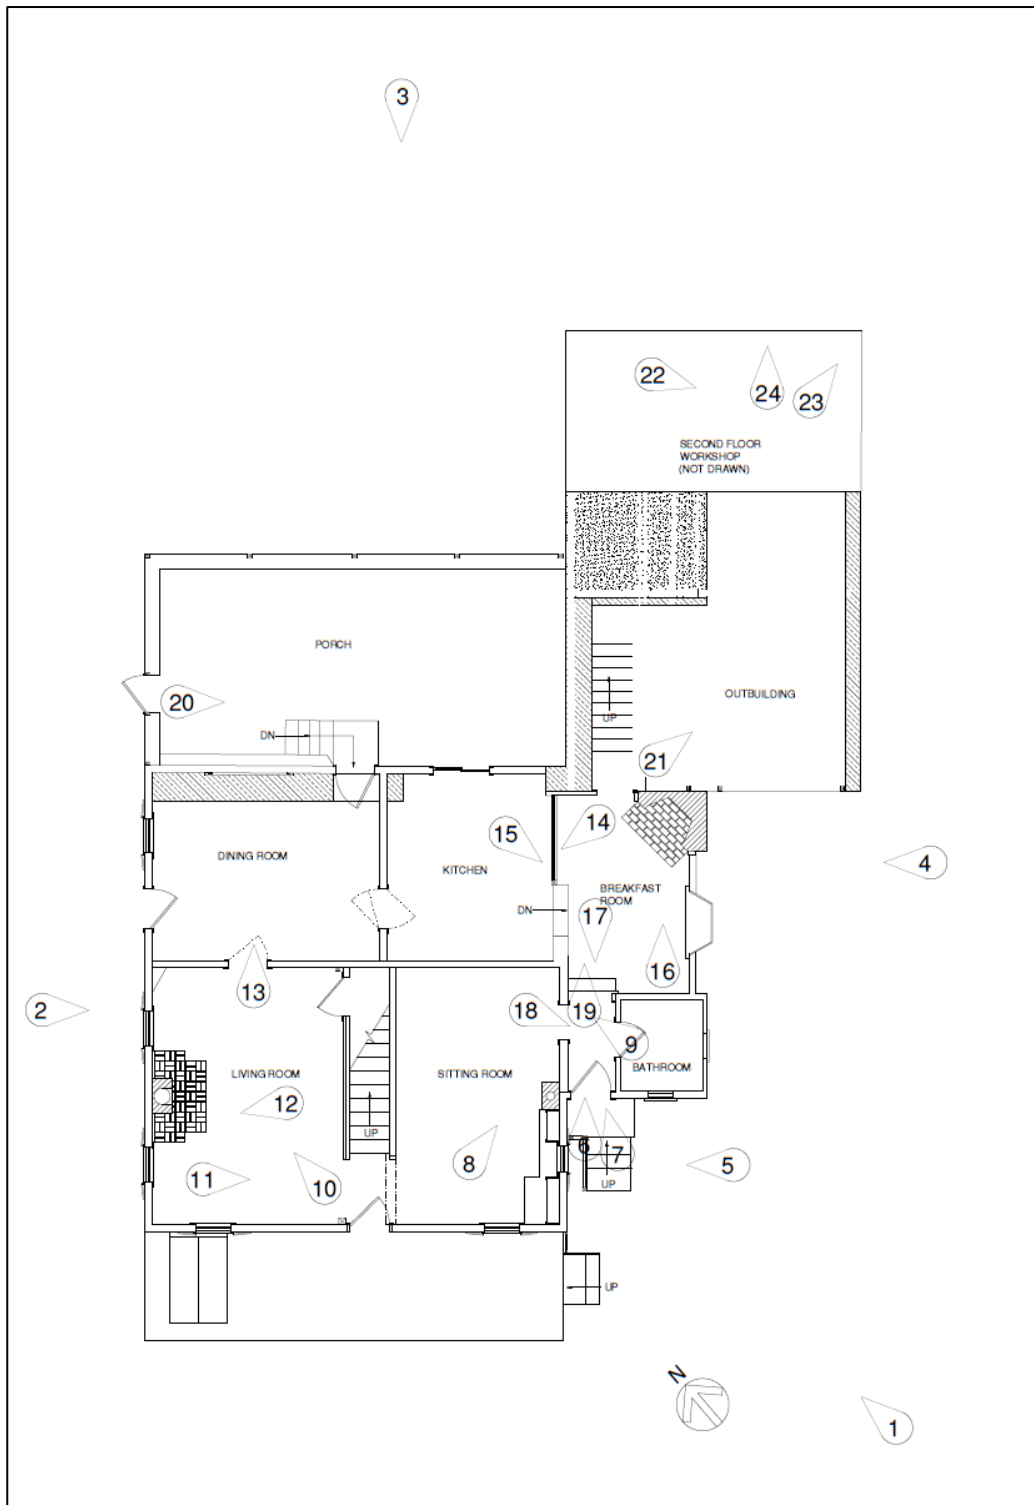 3
22
24
23
SECOND FLOOR
WORKSHOP
(NOT DRAWN)
PORCH
20
OUTBUILDING
DN
UP
21
15
14
DINING ROOM
KITCHEN
4
BREAKFAST
ROOM
DN
17
16
13
2
18
19
9
BATHROOM
LIVING ROOM
SITTING ROOM
12
UP
6
7
8
5
11
10
UP
UP
N
1